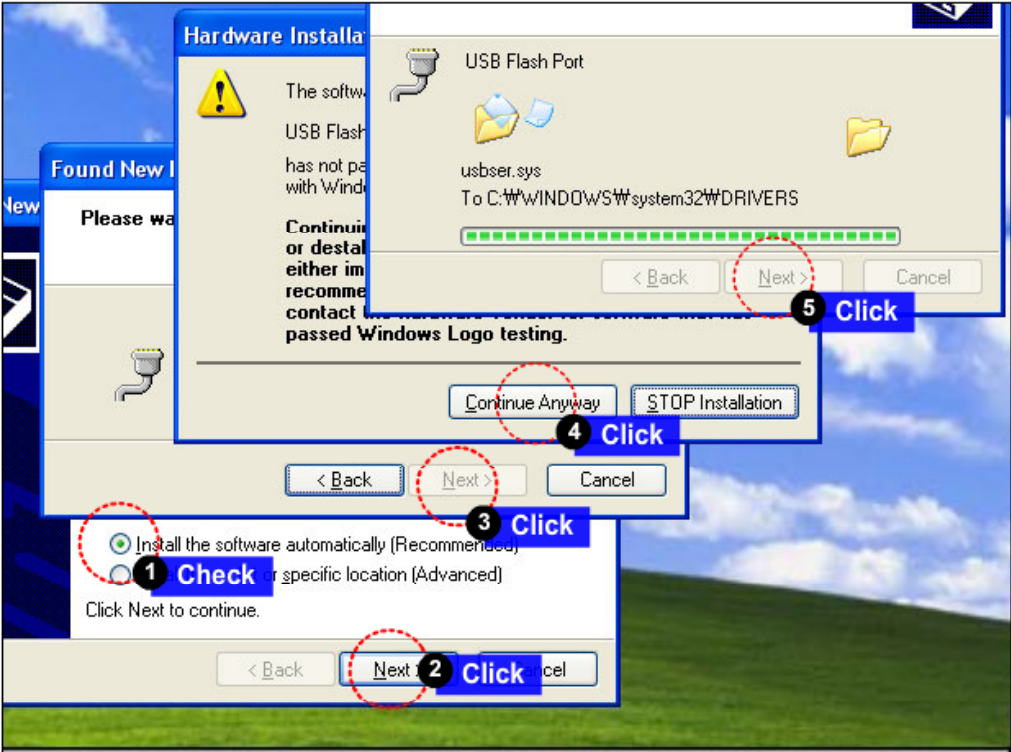 USB Flash Port
usbser.sys
To C:₩WINDOWS₩system32₩DRIVERS
< Back
Next >
Cancel
5 Click
Hardware Installa
The softw
USB Flash
has not pa
with Wind
Continui
or destal
either im
recomme
contact
passed Windows Logo testing.
Continue Anyway
STOP Installation
4 Click
Found New
Please wa
< Back
Next >
Cancel
3 Click
New
Install the software automatically (Recommended)
1 Check
or specific location (Advanced)
Click Next to continue.
< Back
Next
2 Click
ncel